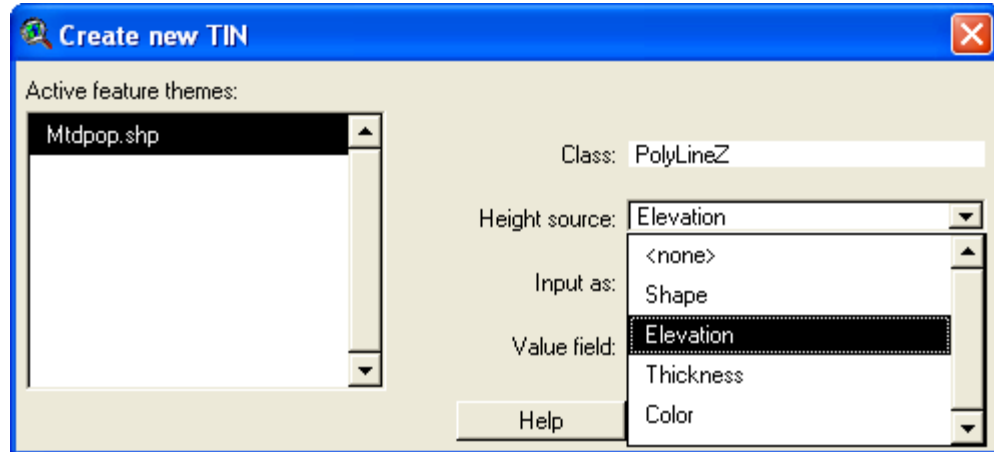 Create new TIN
Active feature themes:
Mtdpop.shp
Class: PolyLineZ
Height source: Elevation
<none>
Input as:
Shape
Elevation
Value field:
Thickness
Color
Help